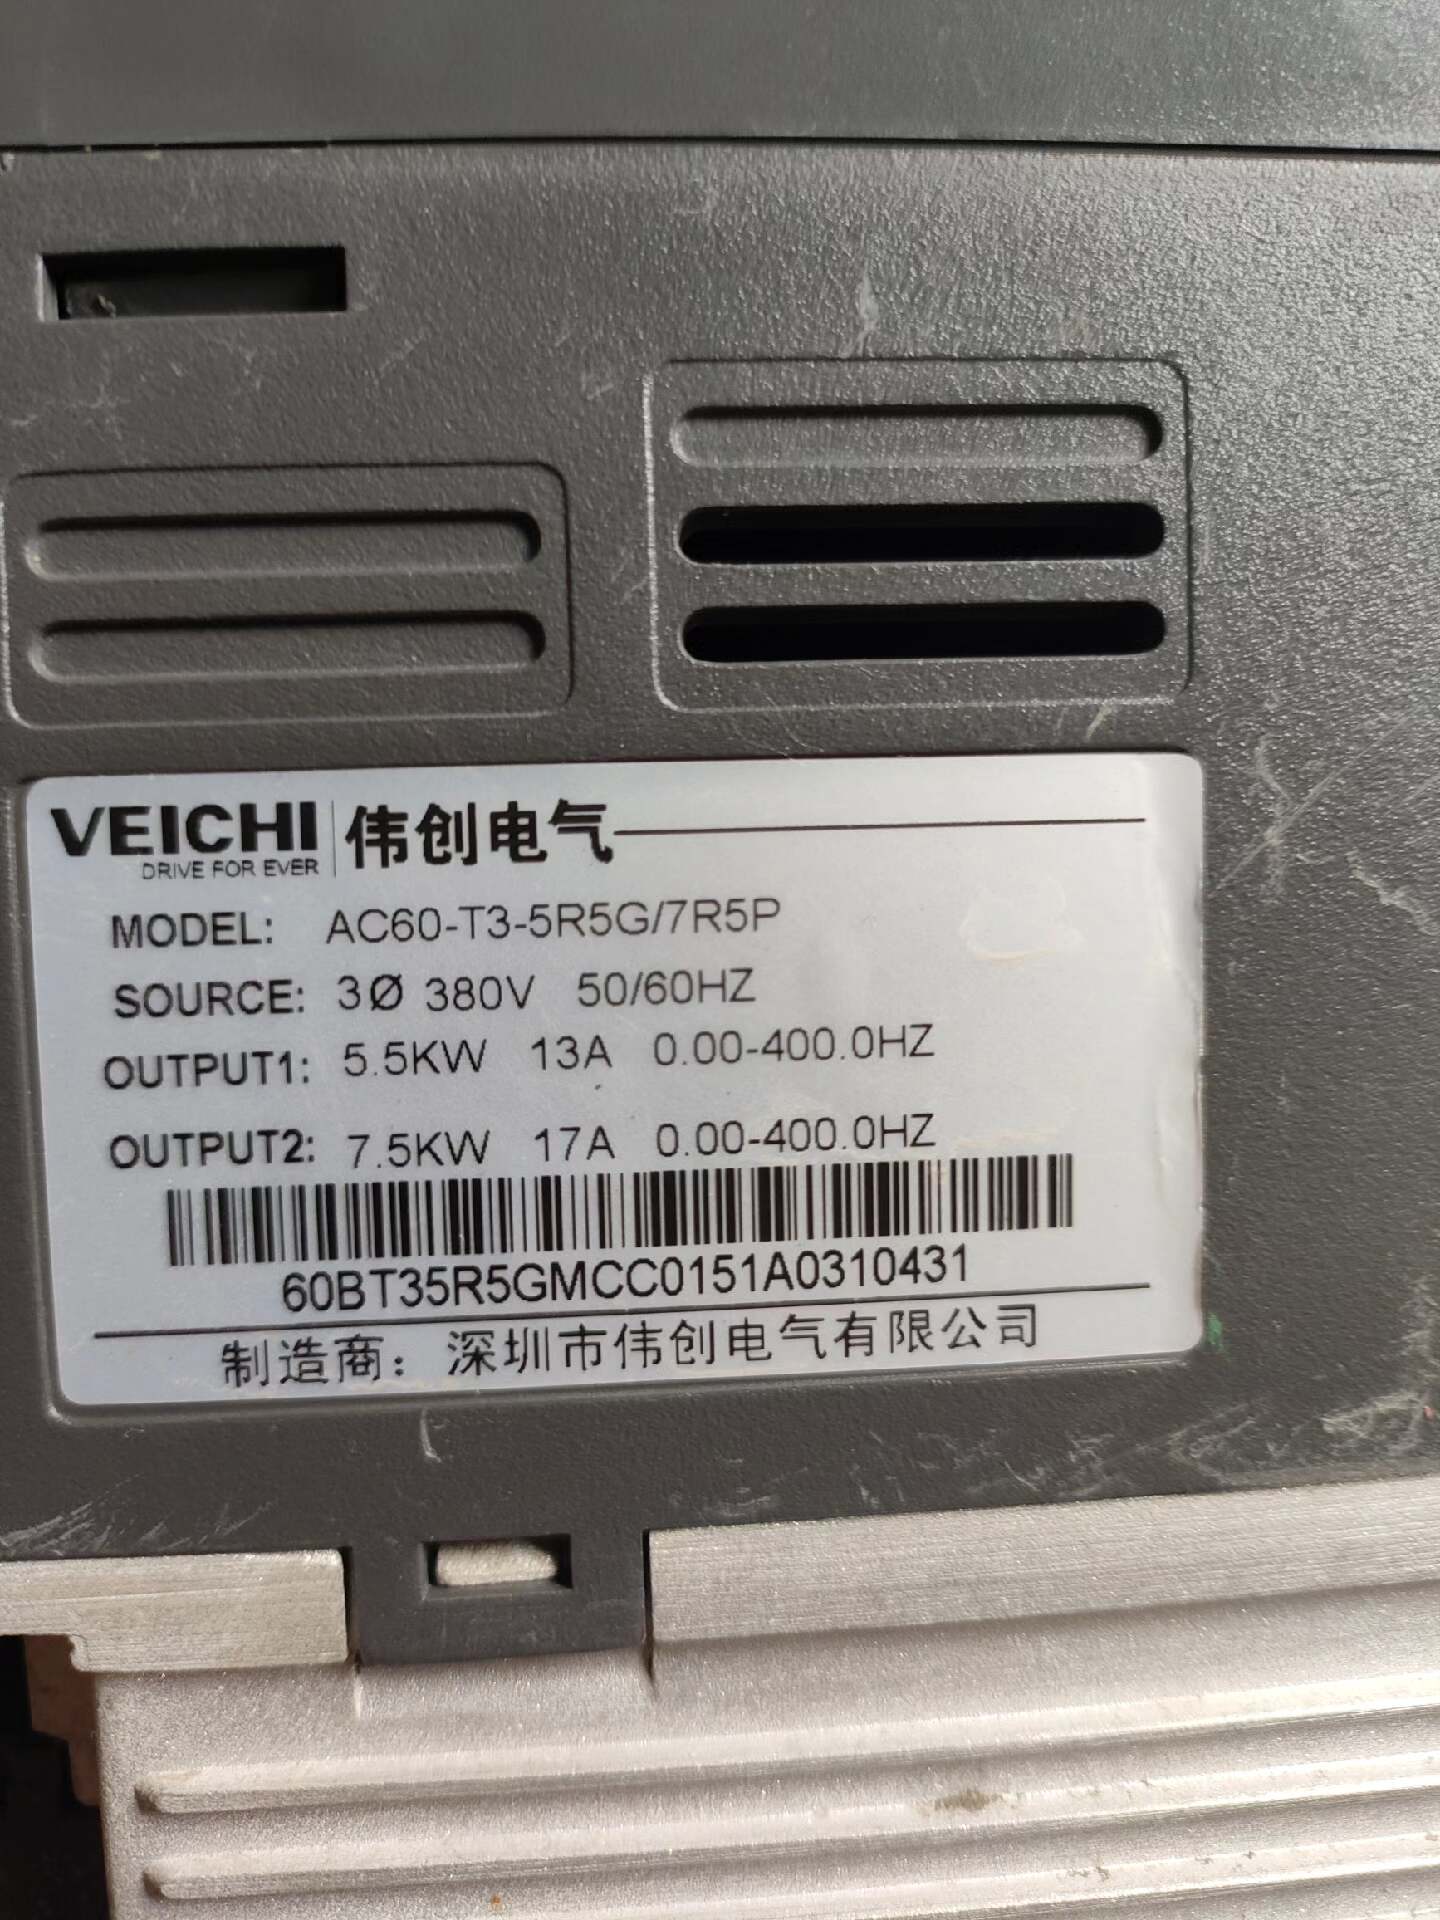 VEICHI 伟创电气
DRIVE FOR EVER
MODEL: AC60-T3-5R5G/7R5P
SOURCE: 3Ø 380V 50/60HZ
OUTPUT1: 5.5KW 13A 0.00-400.0HZ
OUTPUT2: 7.5KW 17A 0.00-400.0HZ
60BT35R5GMCC0151A0310431
制造商：深圳市伟创电气有限公司